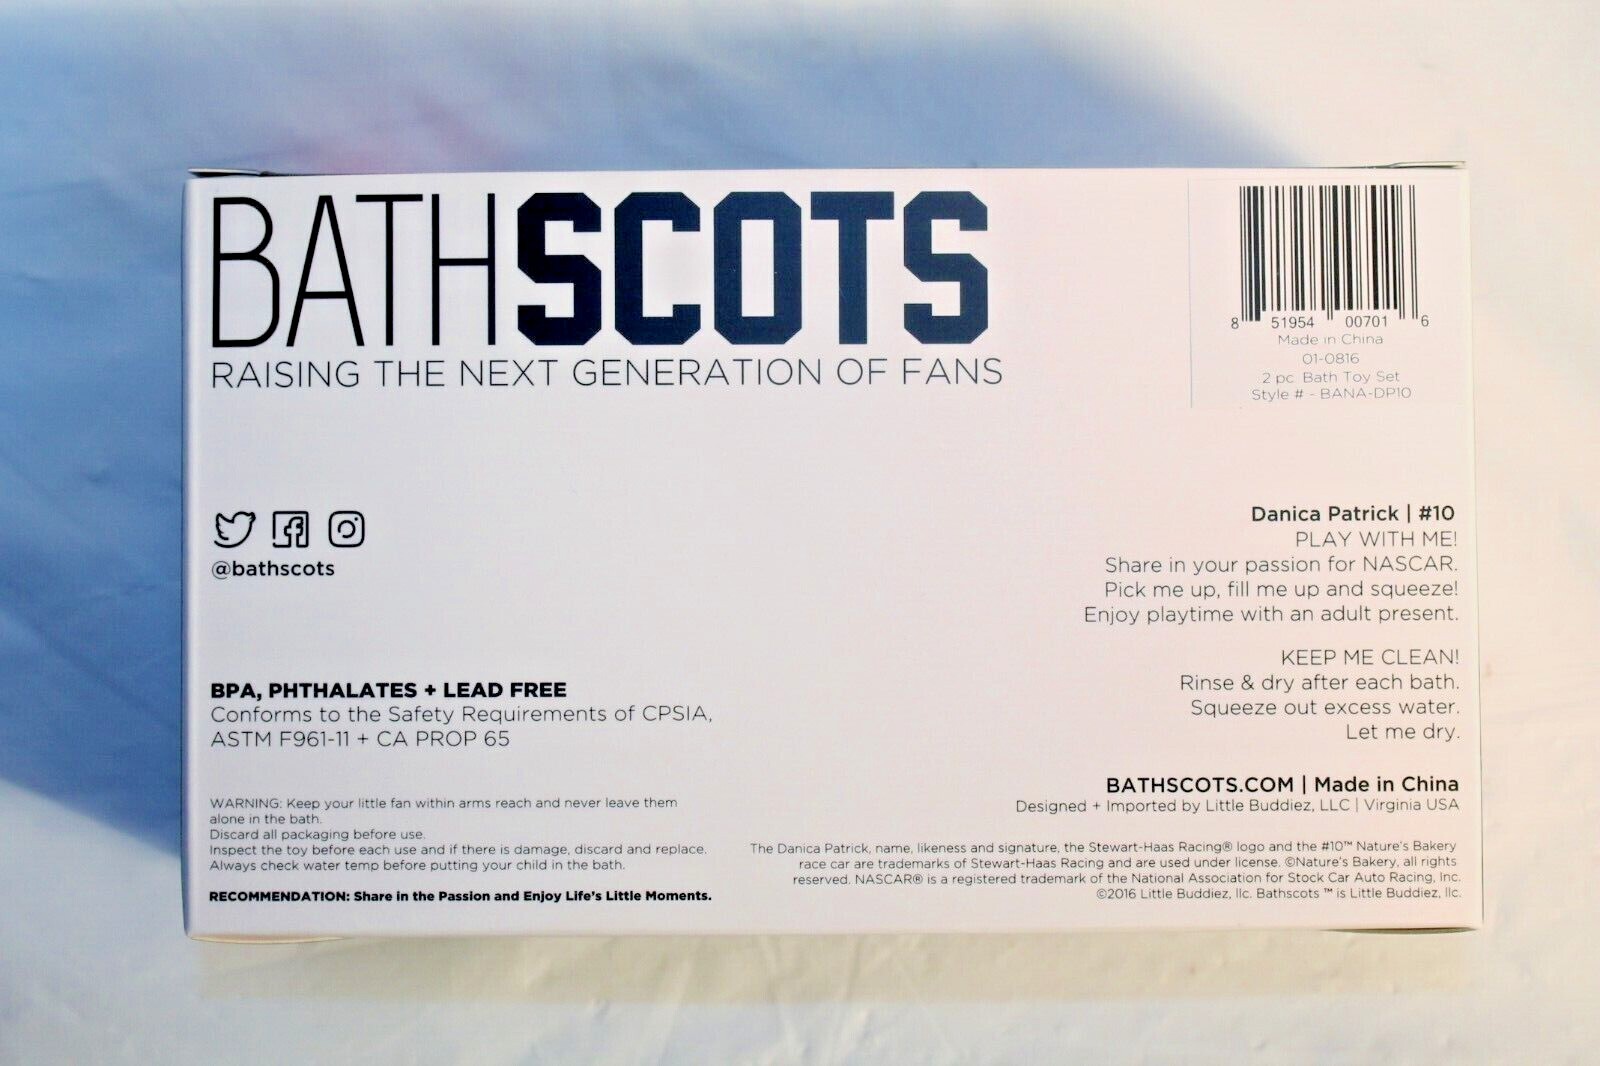 BATHSCOTS
RAISING THE NEXT GENERATION OF FANS
8 51954 00701 6
Made in China
01-0816
2 pc. Bath Toy Set
Style # - BANA-DP10
@bathscots
BPA, PHTHALATES + LEAD FREE
Conforms to the Safety Requirements of CPSIA,
ASTM F961-11 + CA PROP 65
WARNING: Keep your little fan within arms reach and never leave them
alone in the bath.
Discard all packaging before use.
Inspect the toy before each use and if there is damage, discard and replace.
Always check water temp before putting your child in the bath.
RECOMMENDATION: Share in the Passion and Enjoy Life's Little Moments.
Danica Patrick | #10
PLAY WITH ME!
Share in your passion for NASCAR.
Pick me up, fill me up and squeeze!
Enjoy playtime with an adult present.
KEEP ME CLEAN!
Rinse & dry after each bath.
Squeeze out excess water.
Let me dry.
BATHSCOTS.COM | Made in China
Designed + Imported by Little Buddiez, LLC | Virginia USA
The Danica Patrick, name, likeness and signature, the Stewart-Haas Racing® logo and the #10™ Nature's Bakery
race car are trademarks of Stewart-Haas Racing and are used under license. ©Nature's Bakery, all rights
reserved. NASCAR® is a registered trademark of the National Association for Stock Car Auto Racing, Inc.
©2016 Little Buddiez, llc. Bathscots ™ is Little Buddiez, llc.